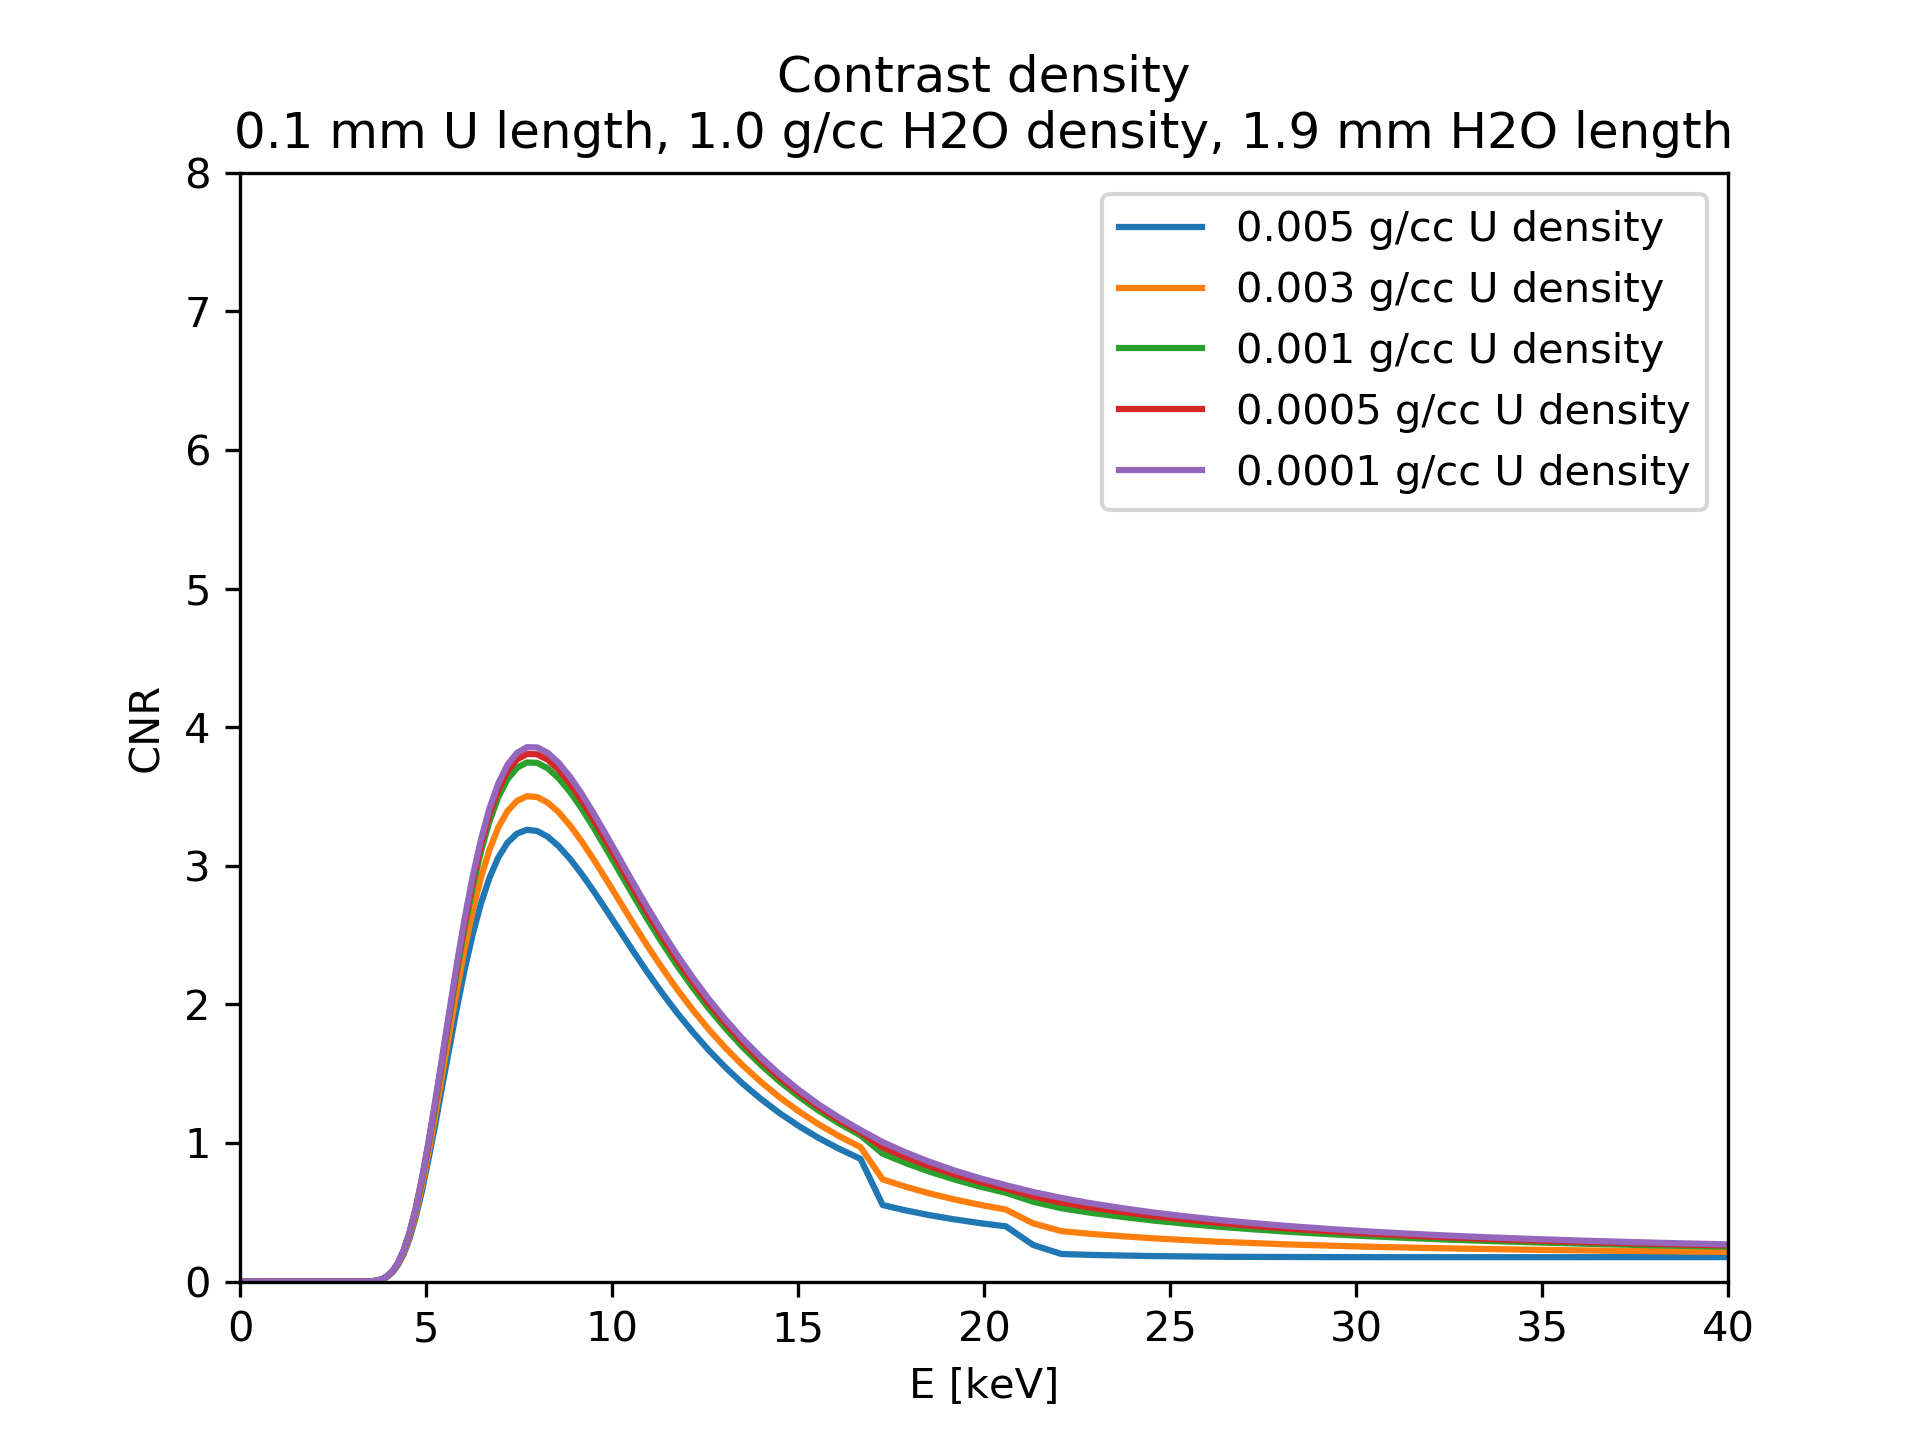 Contrast density
0.1 mm U length, 1.0 g/cc H2O density, 1.9 mm H2O length
8
7
6
5
4
3
2
1
0
CNR
0.005 g/cc U density
0.003 g/cc U density
0.001 g/cc U density
0.0005 g/cc U density
0.0001 g/cc U density
0 5 10 15 20 25 30 35 40
E [keV]